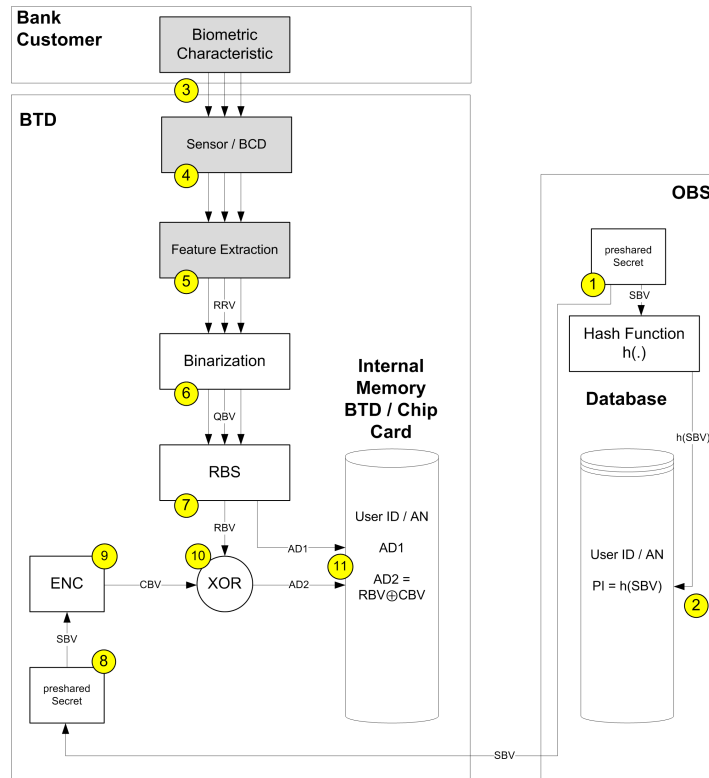 Bank
Customer
Biometric
Characteristic
3
BTD
Sensor / BCD
4
Feature Extraction
5
RRV
Binarization
6
QBV
RBS
7
RBV
AD1
10
XOR
AD2
9
ENC
CBV
SBV
8
preshared
Secret
Internal
Memory
BTD / Chip
Card
User ID / AN
AD1
11
AD2 =
RBV⊕CBV
SBV
OBS
preshared
Secret
1
SBV
Hash Function
h(.)
Database
h(SBV)
User ID / AN
PI = h(SBV)
2